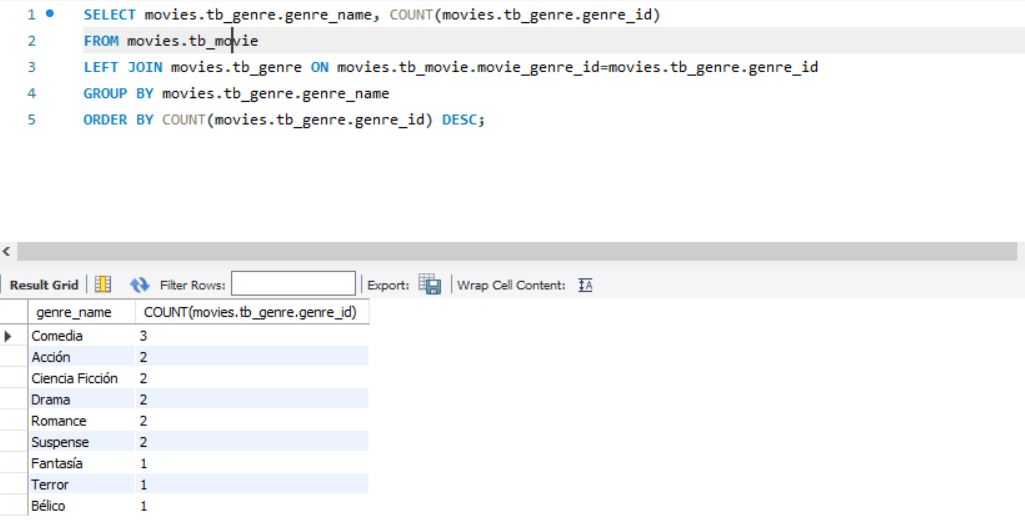 1 SELECT movies.tb_genre.genre_name, COUNT(movies.tb_genre.genre_id)
2 FROM movies.tb_movie
3 LEFT JOIN movies.tb_genre ON movies.tb_movie.movie_genre_id=movies.tb_genre.genre_id
4 GROUP BY movies.tb_genre.genre_name
5 ORDER BY COUNT(movies.tb_genre.genre_id) DESC;
Result Grid Filter Rows: Export: Wrap Cell Content:
genre_name COUNT(movies.tb_genre.genre_id)
Comedia 3
Acción 2
Ciencia Ficción 2
Drama 2
Romance 2
Suspense 2
Fantasía 1
Terror 1
Bélico 1